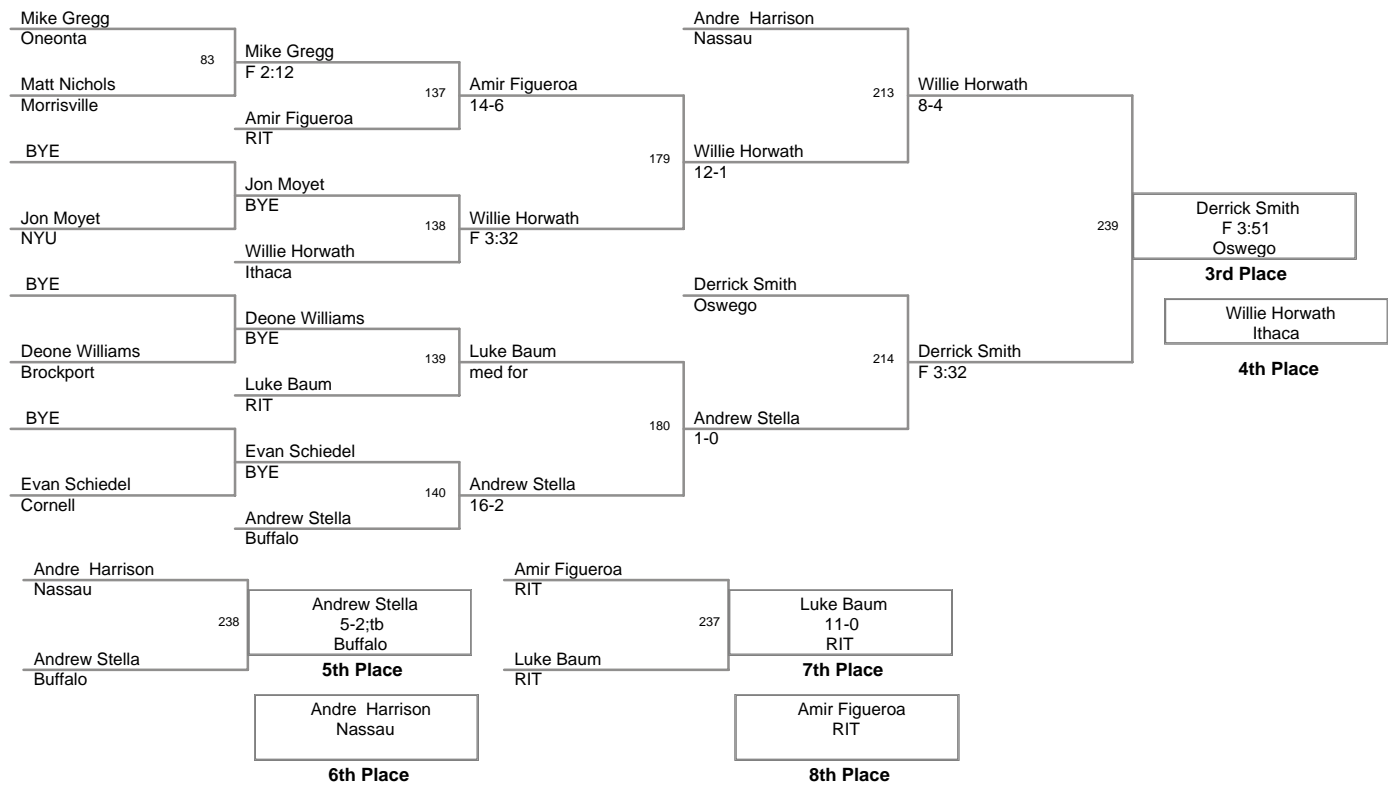 Mike Gregg
Oneonta
83
Matt Nichols
Morrisville
BYE
Jon Moyet
NYU
BYE
Deone Williams
Brockport
BYE
Evan Schiedel
Cornell
Mike Gregg
F 2:12
137
Amir Figueroa
RIT
Jon Moyet
BYE
138
Willie Horwath
Ithaca
Deone Williams
BYE
139
Luke Baum
RIT
Evan Schiedel
BYE
140
Andrew Stella
Buffalo
Amir Figueroa
14-6
179
Willie Horwath
F 3:32
Luke Baum
med for
180
Andrew Stella
16-2
Andre  Harrison
Nassau
213
Willie Horwath
12-1
Derrick Smith
Oswego
214
Andrew Stella
1-0
Willie Horwath
8-4
239
Derrick Smith
F 3:32
Derrick Smith
F 3:51
Oswego
3rd Place
Willie Horwath
Ithaca
4th Place
Andre  Harrison
Nassau
238
Andrew Stella
Buffalo
Andrew Stella
5-2;tb
Buffalo
5th Place
Andre  Harrison
Nassau
6th Place
Amir Figueroa
RIT
237
Luke Baum
RIT
Luke Baum
11-0
RIT
7th Place
Amir Figueroa
RIT
8th Place